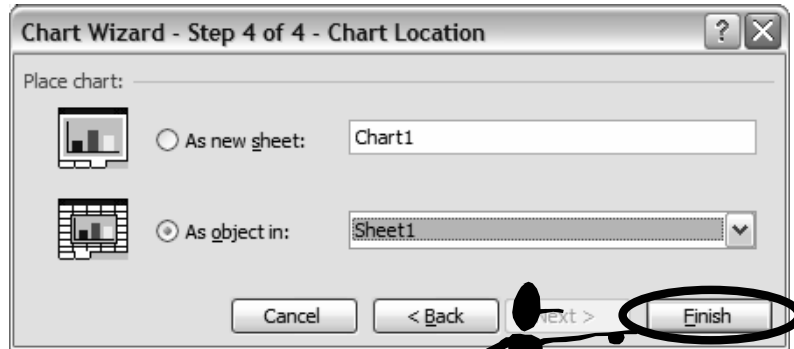 Chart Wizard - Step 4 of 4 - Chart Location
Place chart:
As new sheet: Chart1
As object in: Sheet1
Cancel < Back >  Finish